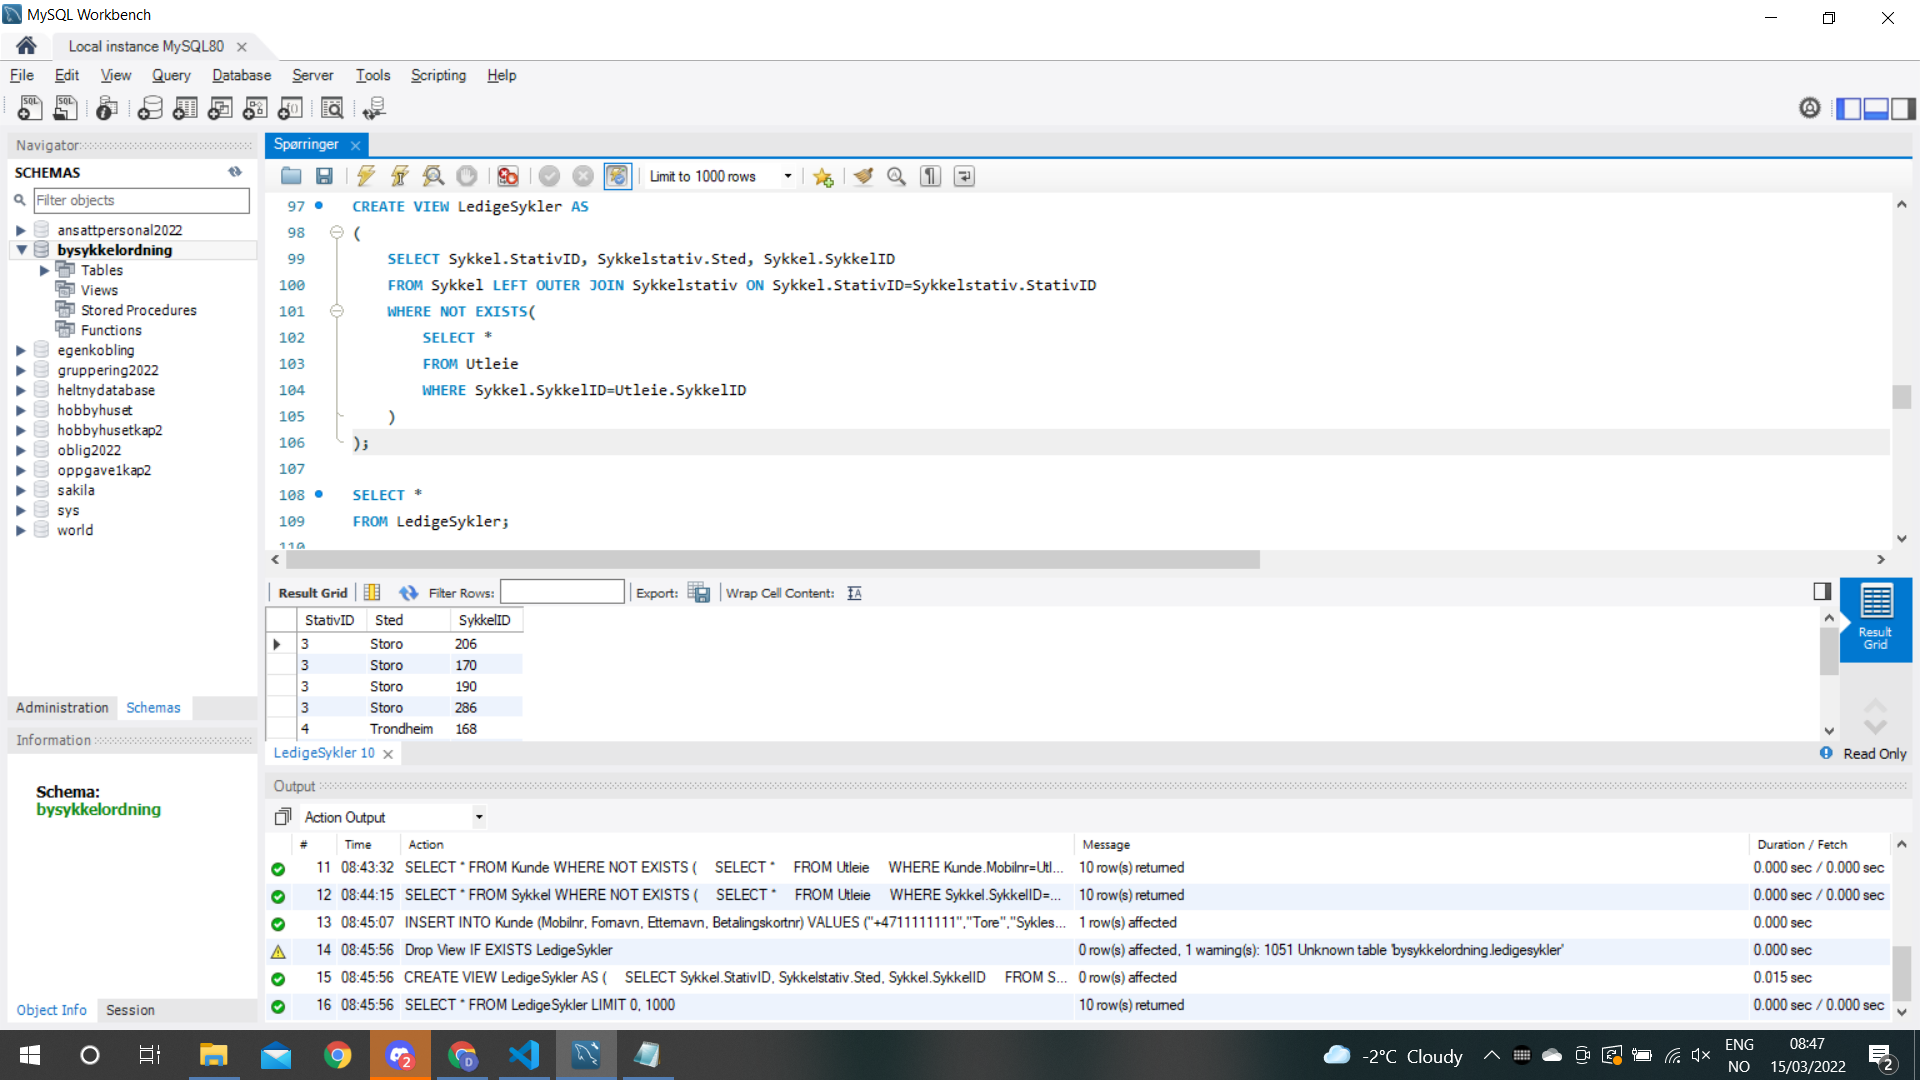 MySQL Workbench
Local instance MySQL80
File Edit View Query Database Server Tools Scripting Help
Navigator
SCHEMAS
Filter objects
ansattpersonal2022
bysykkelordning
Tables
Views
Stored Procedures
Functions
egenkobling
gruppering2022
heltnydatabase
hobbyhuset
hobbyhusetkap2
oblig2022
oppgave1kap2
sakila
sys
world
Administration Schemas
Information
Schema:
bysykkelordning
Object Info Session
Spørringer
Limit to 1000 rows
97 CREATE VIEW LedigeSykler AS
98 (
99 SELECT Sykkel.StativID, Sykkelstativ.Sted, Sykkel.SykkelID
100 FROM Sykkel LEFT OUTER JOIN Sykkelstativ ON Sykkel.StativID=Sykkelstativ.StativID
101 WHERE NOT EXISTS(
102 SELECT *
103 FROM Utleie
104 WHERE Sykkel.SykkelID=Utleie.SykkelID
105 )
106 );
107
108 SELECT *
109 FROM LedigeSykler;
110
Result Grid Filter Rows: Export: Wrap Cell Content:
StativID Sted SykkelID
3 Storo 206
3 Storo 170
3 Storo 190
3 Storo 286
4 Trondheim 168
Result
Grid
LedigeSykler 10
Read Only
Output
Action Output
# Time Action Message Duration / Fetch
11 08:43:32 SELECT * FROM Kunde WHERE NOT EXISTS ( SELECT * FROM Utleie WHERE Kunde.Mobilnr=Utl... 10 row(s) returned 0.000 sec / 0.000 sec
12 08:44:15 SELECT * FROM Sykkel WHERE NOT EXISTS ( SELECT * FROM Utleie WHERE Sykkel.SykkelID=... 10 row(s) returned 0.000 sec / 0.000 sec
13 08:45:07 INSERT INTO Kunde (Mobilnr, Fornavn, Etternavn, Betalingskortnr) VALUES ("+4711111111","Tore","Sykles... 1 row(s) affected 0.000 sec
14 08:45:56 Drop View IF EXISTS LedigeSykler 0 row(s) affected, 1 warning(s): 1051 Unknown table 'bysykkelordning.ledigesykler' 0.000 sec
15 08:45:56 CREATE VIEW LedigeSykler AS ( SELECT Sykkel.StativID, Sykkelstativ.Sted, Sykkel.SykkelID FROM S... 0 row(s) affected 0.015 sec
16 08:45:56 SELECT * FROM LedigeSykler LIMIT 0, 1000 10 row(s) returned 0.000 sec / 0.000 sec
-2°C Cloudy
ENG
NO
08:47
15/03/2022
2
2